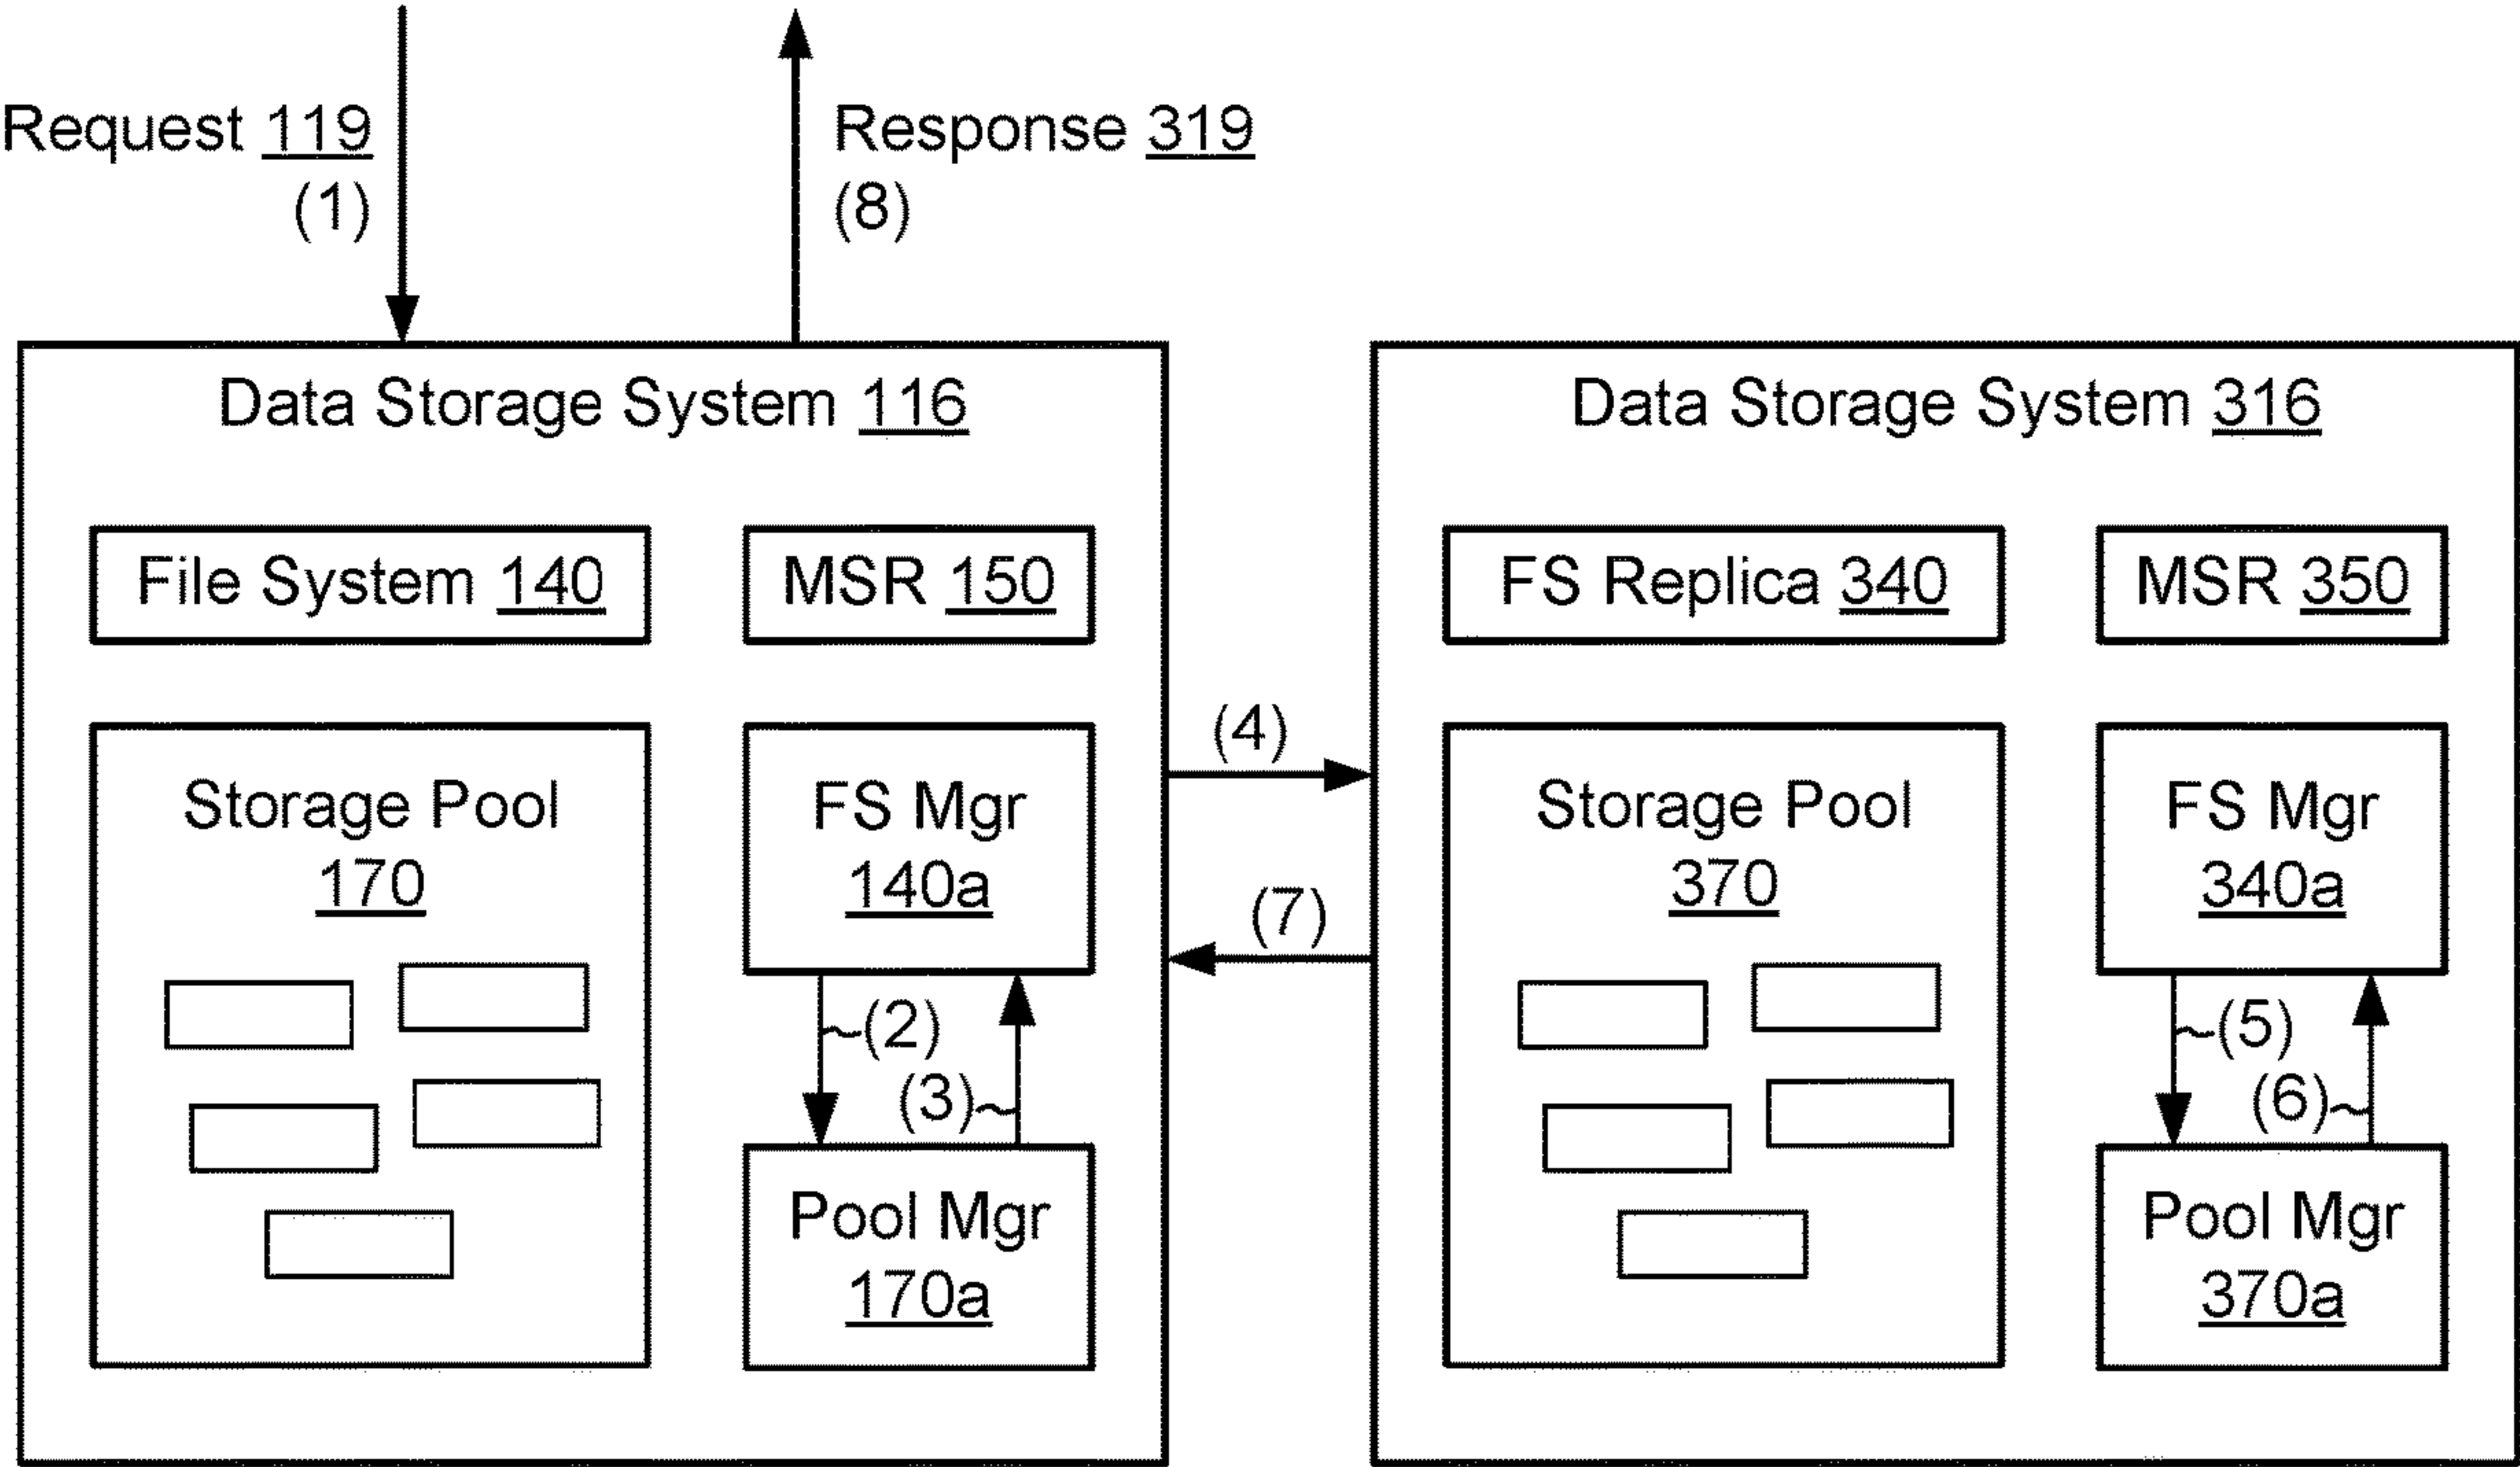 Request 119
(1)
Response 319
(8)
Data Storage System 116
File System 140
MSR 150
Storage Pool
170
FS Mgr
140a
(2)
(3)
Pool Mgr
170a
(4)
(7)
Data Storage System 316
FS Replica 340
MSR 350
Storage Pool
370
FS Mgr
340a
(5)
(6)
Pool Mgr
370a